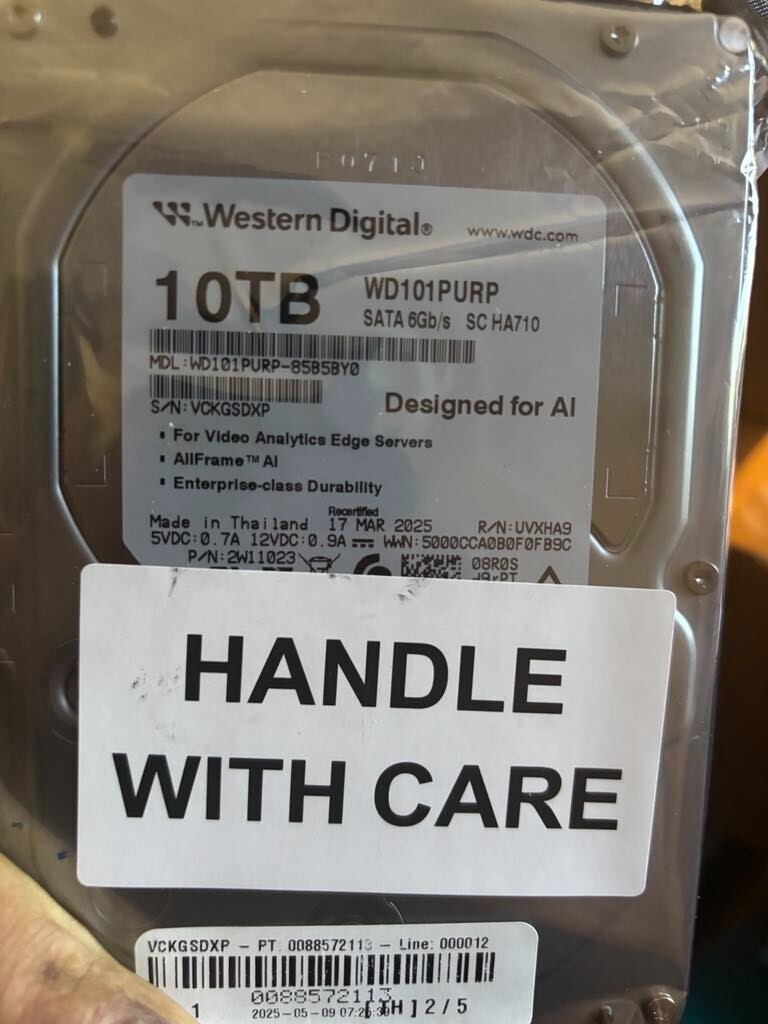 Western Digital® www.wdc.com
10TB WD101PURP
SATA 6Gb/s SC HA710
MDL:WD101PURP-85B5BY0
S/N:VCKGSDXP Designed for AI
▪ For Video Analytics Edge Servers
▪ AllFrame™ AI
▪ Enterprise-class Durability
Recertified
Made in Thailand 17 MAR 2025 R/N:UVXHA9
5VDC:0.7A 12VDC:0.9A WWN:5000CCA0B0F0FB9C
P/N:2W11023 08R0S
HANDLE
WITH CARE
VCKGSDXP - PT 0088572113 - Line: 000012
0088572113
1 2025-05-09 [ TH ] 2/5